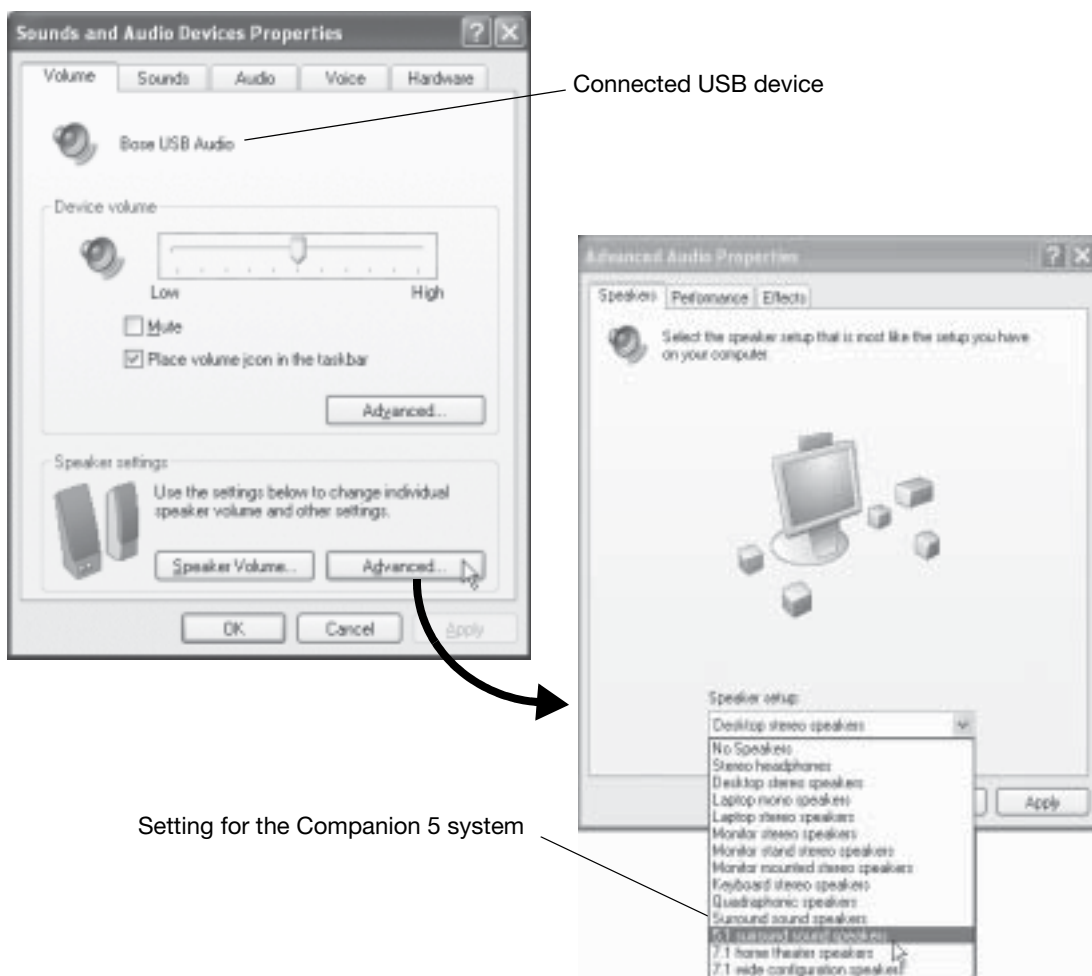 Sounds and Audio Devices Properties
Volume
Sounds
Audio
Voice
Hardware
Connected USB device
Bose USB Audio
Device volume
Low
High
Mute
Place volume icon in the taskbar
Advanced...
Speaker settings
Use the settings below to change individual
speaker volume and other settings.
Speaker Volume...
Advanced...
OK
Cancel
Apply
Advanced Audio Properties
Speakers
Performance
Effects
Select the speaker setup that is most like the setup you have
on your computer.
Speaker setup:
Desktop stereo speakers
No Speakers
Stereo headphones
Desktop stereo speakers
Laptop mono speakers
Laptop stereo speakers
Monitor stereo speakers
Monitor stand stereo speakers
Monitor mounted stereo speakers
Keyboard stereo speakers
Quadraphonic speakers
Surround sound speakers
5.1 surround sound speakers
7.1 home theater speakers
7.1 wide configuration speakers
Apply
Setting for the Companion 5 system